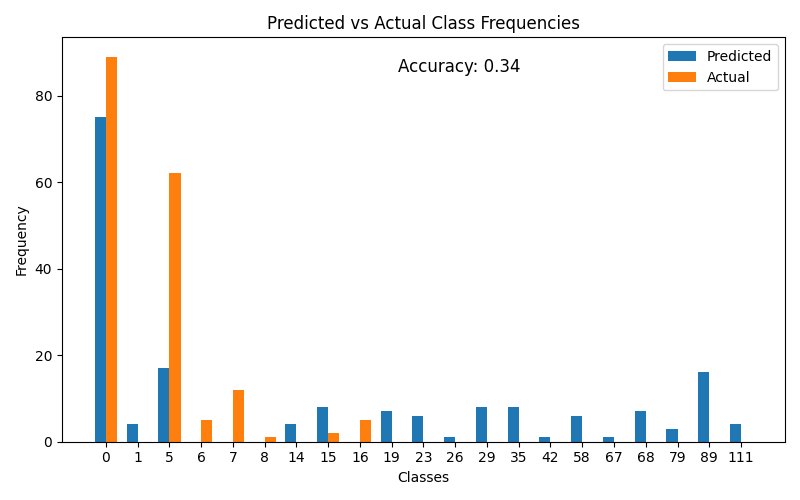 Predicted vs Actual Class Frequencies
Accuracy: 0.34
Predicted
Actual
Frequency
80
60
40
20
0
0 1 5 6 7 8 14 15 16 19 23 26 29 35 42 58 67 68 79 89 111
Classes